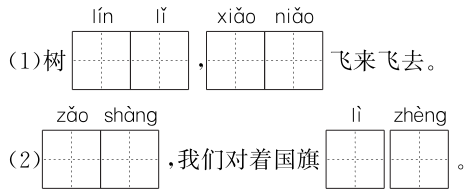 lín lǐ xiǎo niǎo
(1)树 , 飞来飞去。
zǎo shàng lì zhèng
(2) ,我们对着国旗 。